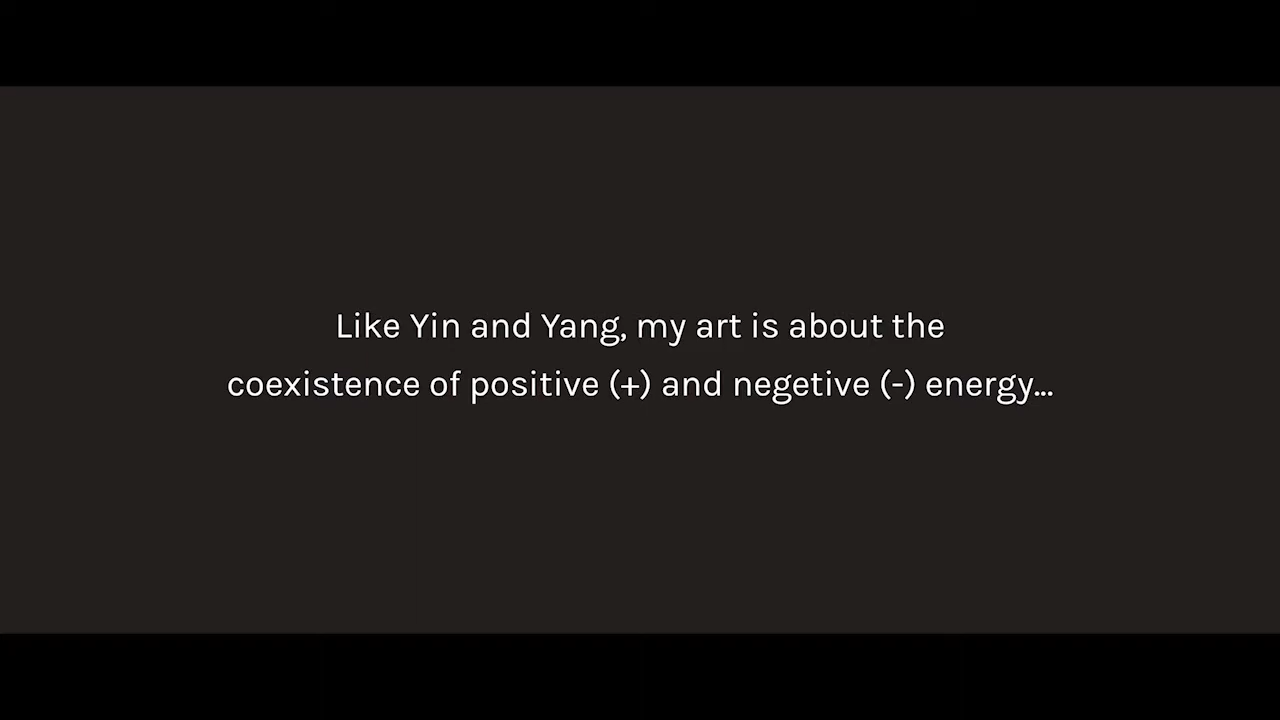 Like Yin and Yang, my art is about the
coexistence of positive (+) and negetive (-) energy...